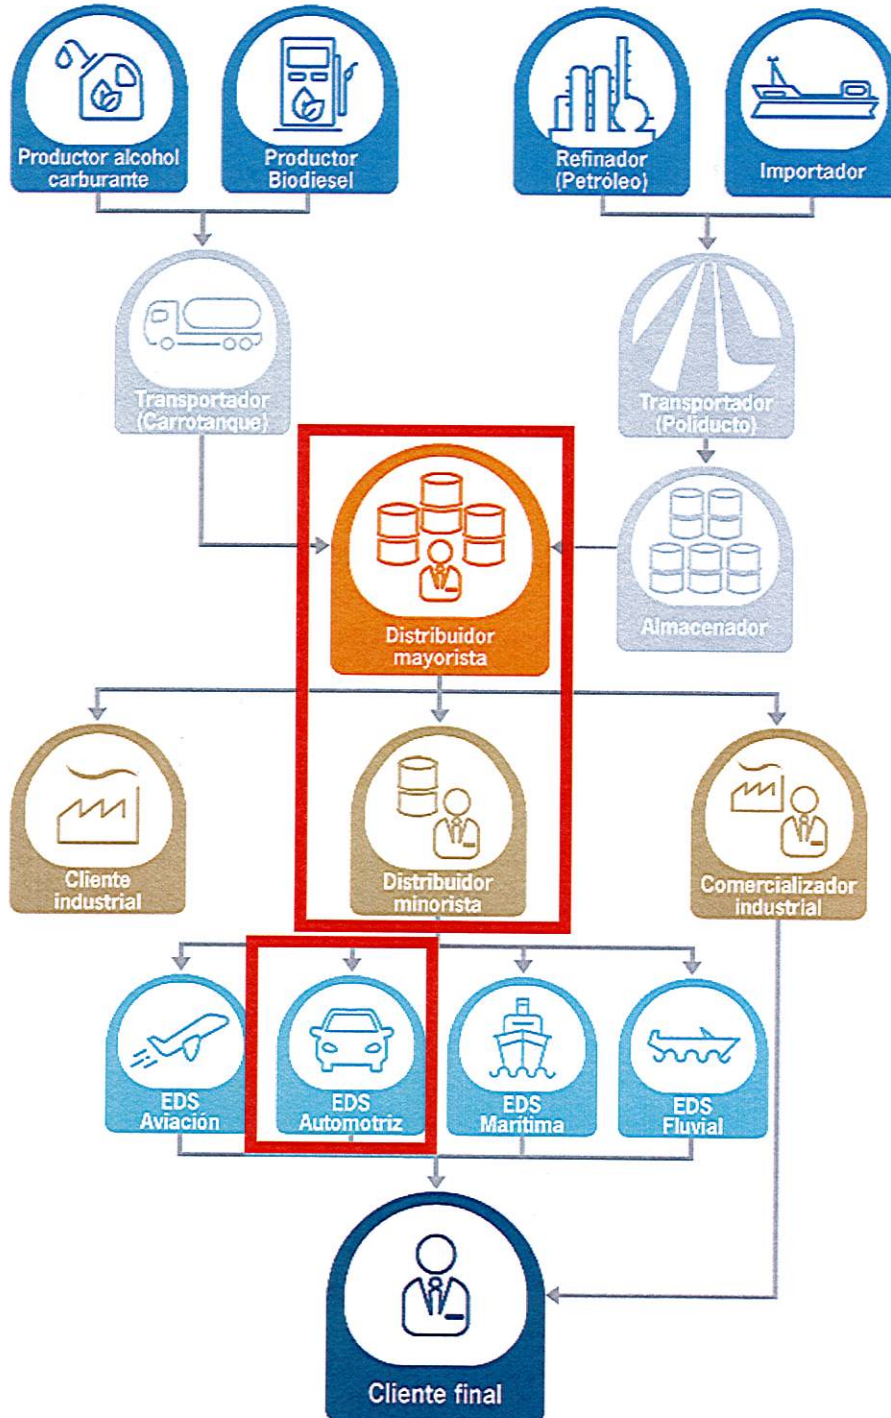 Productor alcohol
carburante
Productor
Biodiesel
Refinador
(Petróleo)
Importador
Transportador
(Carrotanque)
Transportador
(Poliducto)
Distribuidor
mayorista
Almacenador
Cliente
industrial
Distribuidor
minorista
Comercializador
industrial
EDS
Aviación
EDS
Automotriz
EDS
Marítima
EDS
Fluvial
Cliente final